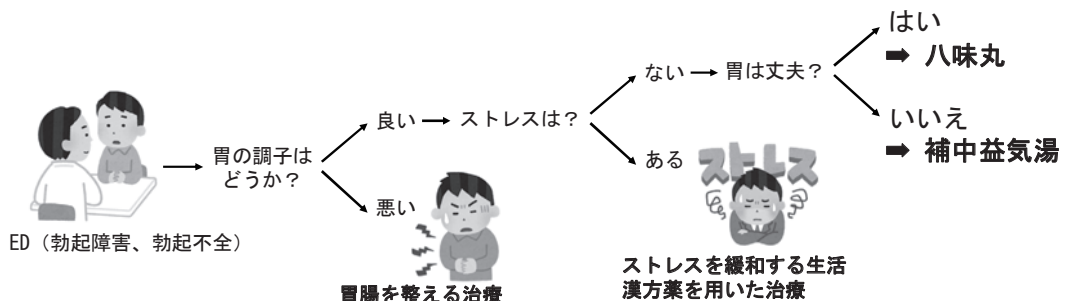 ED（勃起障害、勃起不全）
胃の調子は
どうか？
良い
悪い
胃腸を整える治療
ストレスは？
ない
ある
ストレス
ストレスを緩和する生活
漢方薬を用いた治療
胃は丈夫？
はい
➡ 八味丸
いいえ
➡ 補中益気湯